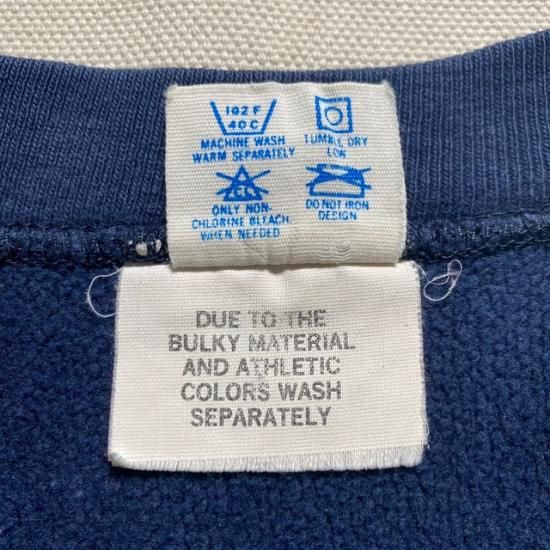 102 F
40 C
MACHINE WASH
WARM SEPARATELY
TUMBLE DRY
LOW
ONLY NON-
CHLORINE BLEACH.
WHEN NEEDED
DO NOT IRON
DESIGN
DUE TO THE
BULKY MATERIAL
AND ATHLETIC
COLORS WASH
SEPARATELY